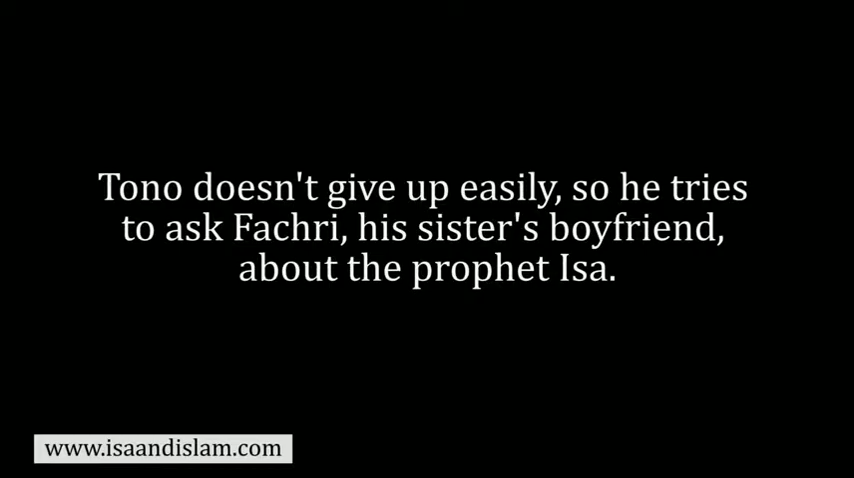 Tono doesn't give up easily, so he tries
to ask Fachri, his sister's boyfriend,
about the prophet Isa.
www.isaandislam.com